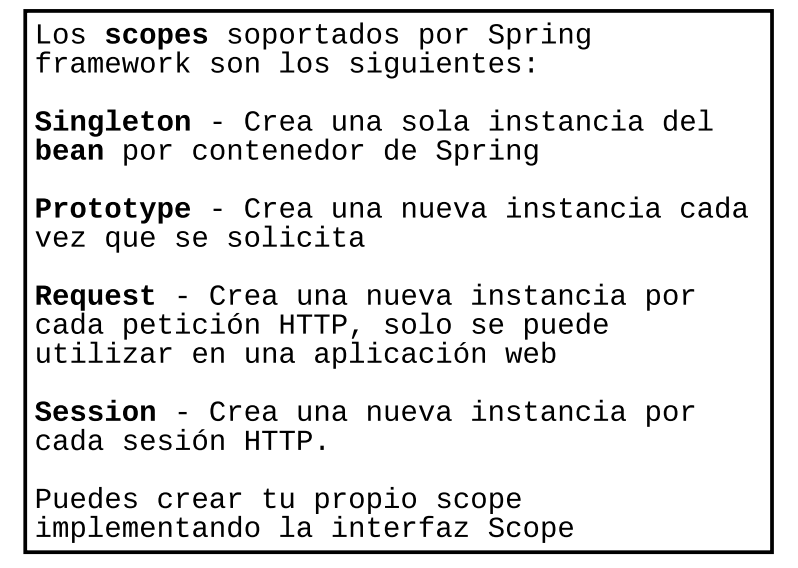 Los scopes soportados por Spring
framework son los siguientes:
Singleton - Crea una sola instancia del
bean por contenedor de Spring
Prototype - Crea una nueva instancia cada
vez que se solicita
Request - Crea una nueva instancia por
cada petición HTTP, solo se puede
utilizar en una aplicación web
Session - Crea una nueva instancia por
cada sesión HTTP.
Puedes crear tu propio scope
implementando la interfaz Scope